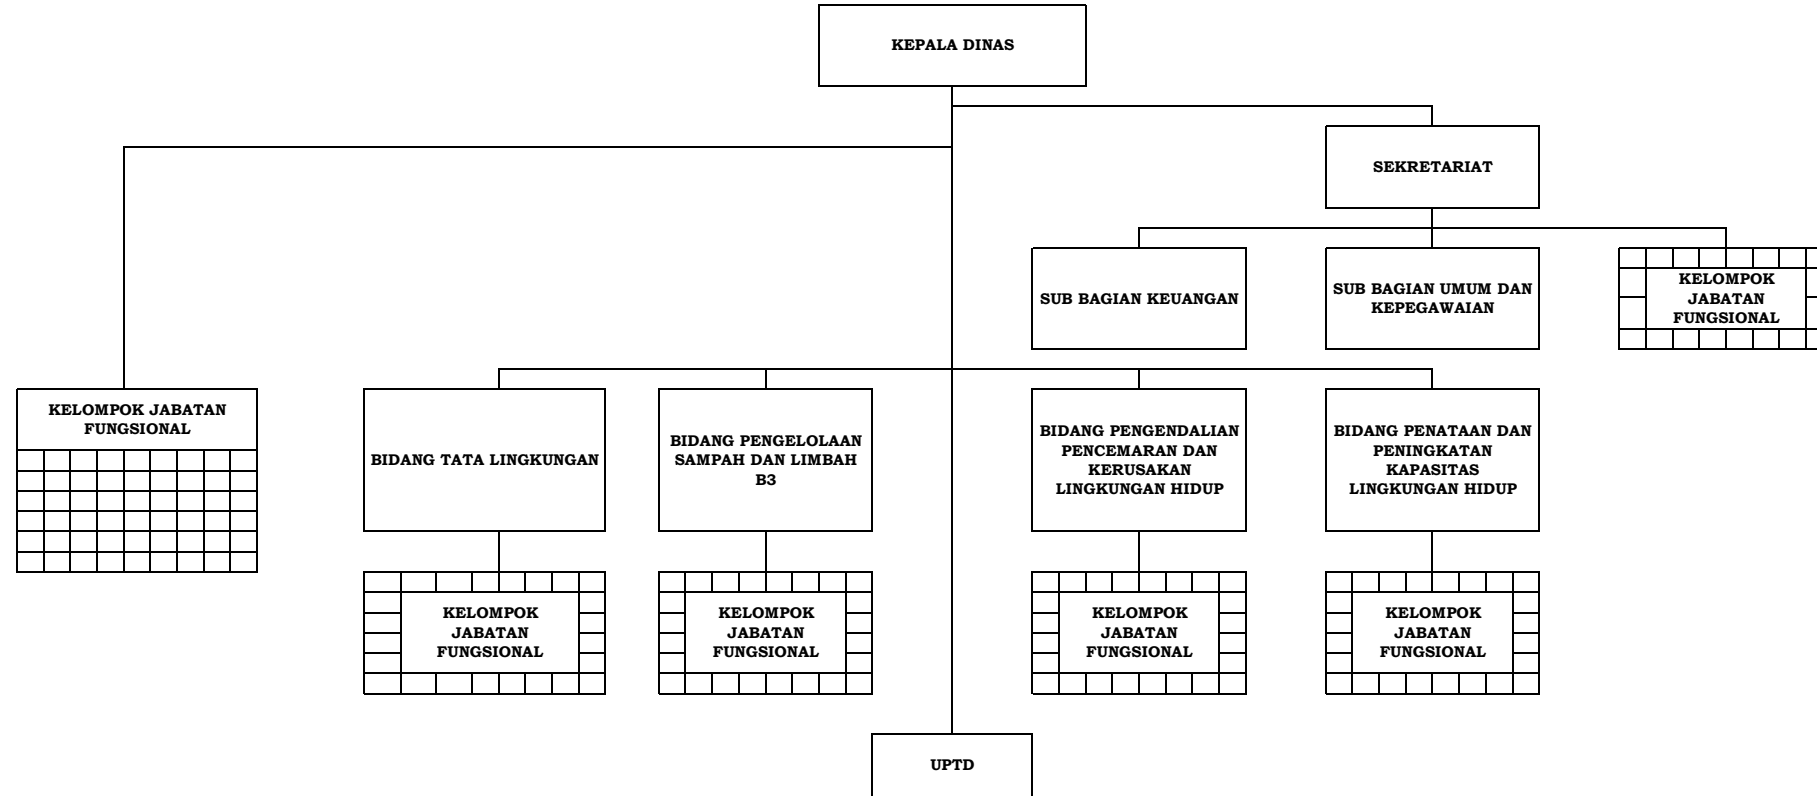 KEPALA DINAS
SEKRETARIAT
SUB BAGIAN KEUANGAN
SUB BAGIAN UMUM DAN
KEPEGAWAIAN
KELOMPOK
JABATAN
FUNGSIONAL
KELOMPOK JABATAN
FUNGSIONAL
BIDANG TATA LINGKUNGAN
BIDANG PENGELOLAAN
SAMPAH DAN LIMBAH
B3
BIDANG PENGENDALIAN
PENCEMARAN DAN
KERUSAKAN
LINGKUNGAN HIDUP
BIDANG PENATAAN DAN
PENINGKATAN
KAPASITAS
LINGKUNGAN HIDUP
KELOMPOK
JABATAN
FUNGSIONAL
KELOMPOK
JABATAN
FUNGSIONAL
KELOMPOK
JABATAN
FUNGSIONAL
KELOMPOK
JABATAN
FUNGSIONAL
UPTD